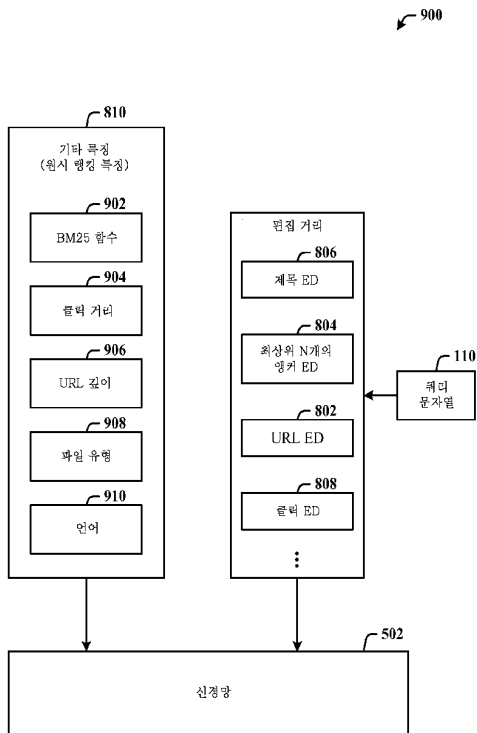 900
810
기타 특징
(원시 랭킹 특징)
902
BM25 함수
904
클릭 거리
906
URL 깊이
908
파일 유형
910
언어
편집 거리
806
제목 ED
804
최상위 N개의
앵커 ED
802
URL ED
808
클릭 ED
110
쿼리
문자열
502
신경망